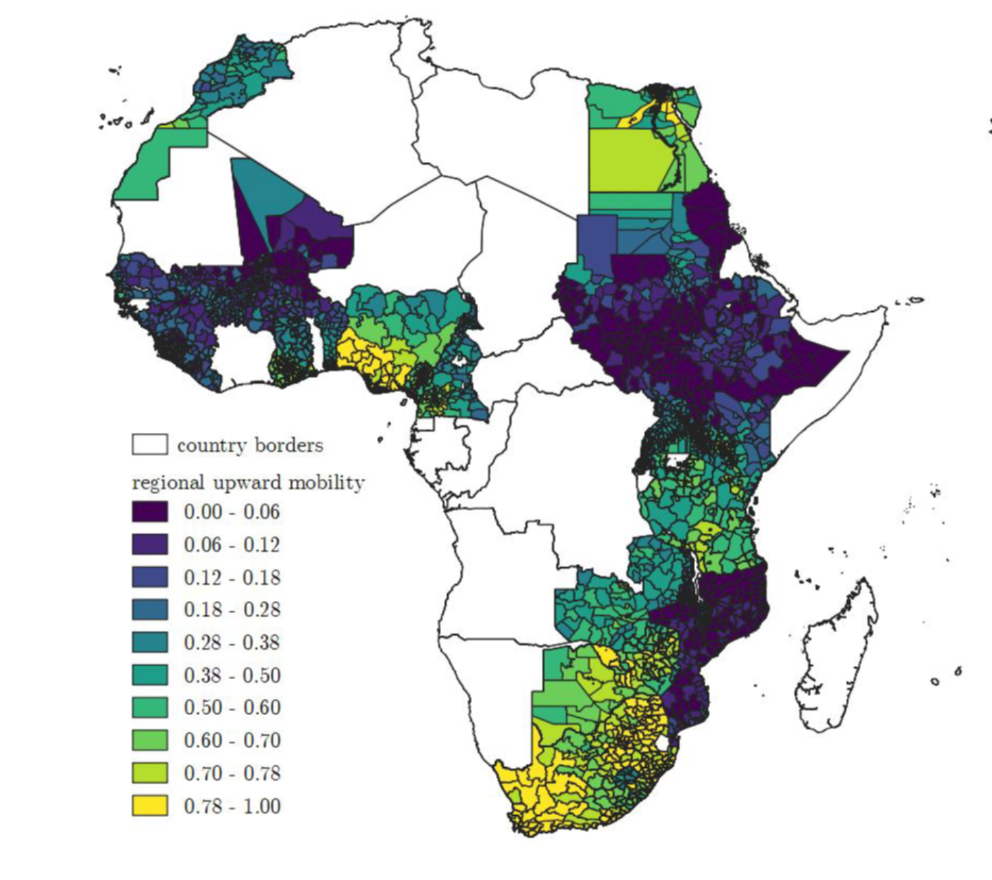 country borders
regional upward mobility
0.00 - 0.06
0.06 - 0.12
0.12 - 0.18
0.18 - 0.28
0.28 - 0.38
0.38 - 0.50
0.50 - 0.60
0.60 - 0.70
0.70 - 0.78
0.78 - 1.00